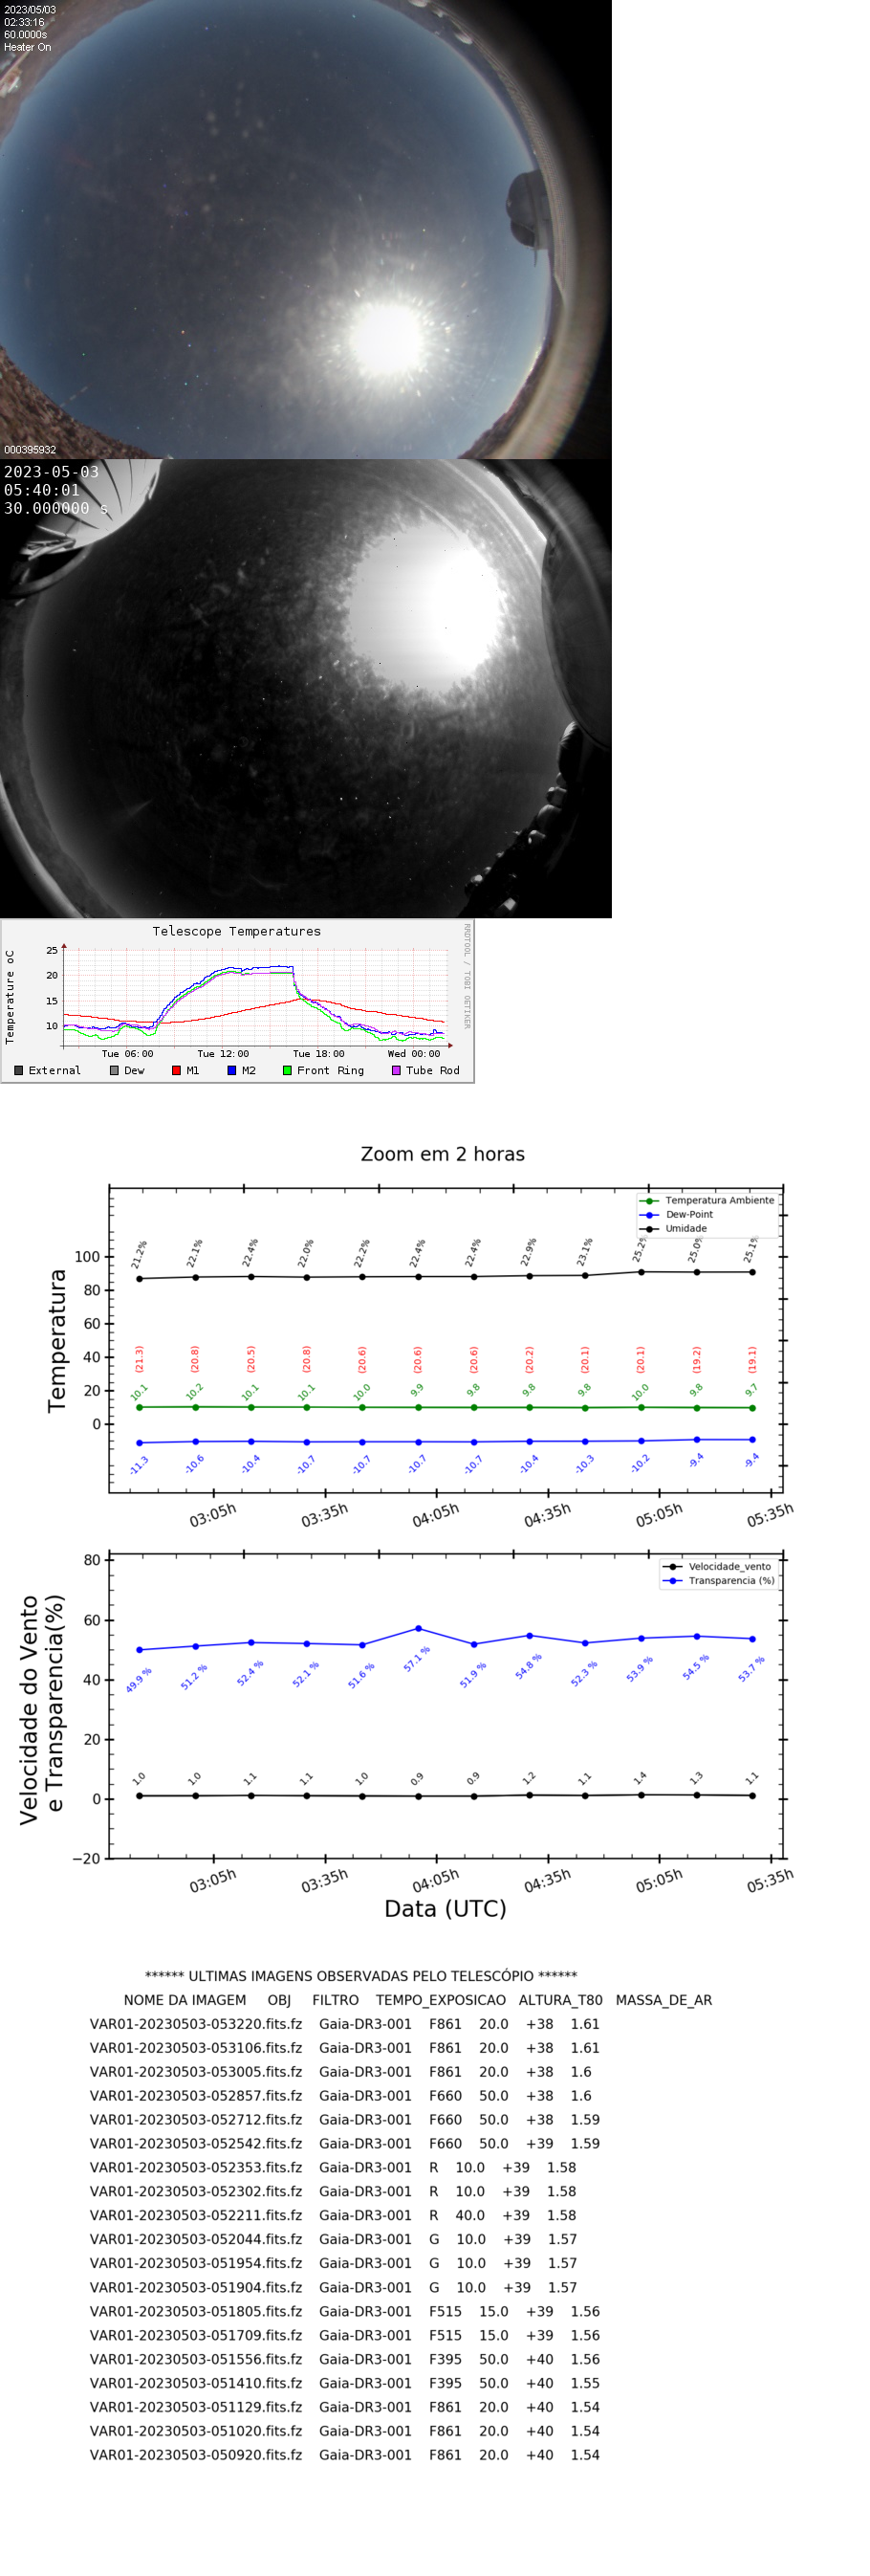 2023/05/03
02:33:16
60.0000s
Heater On
000395932
2023-05-03
05:40:01
30.000000 s
Telescope Temperatures
RRDTOOL / TOBI OETIKER
Temperature oC
25
20
15
10
Tue 06:00 Tue 12:00 Tue 18:00 Wed 00:00
External Dew M1 M2 Front Ring Tube Rod
Zoom em 2 horas
Temperatura Ambiente
Dew-Point
Umidade
Temperatura
100
80
60
40
20
0
21.2% 22.1% 22.4% 22.0% 22.2% 22.4% 22.4% 22.9% 23.1% 25.2% 25.0% 25.1%
(21.3) (20.8) (20.5) (20.8) (20.6) (20.6) (20.6) (20.2) (20.1) (20.1) (19.2) (19.1)
10.1 10.2 10.1 10.1 10.0 9.9 9.8 9.8 9.8 10.0 9.8 9.7
-11.3 -10.6 -10.4 -10.7 -10.7 -10.7 -10.7 -10.4 -10.3 -10.2 -9.4 -9.4
03:05h 03:35h 04:05h 04:35h 05:05h 05:35h
Velocidade_vento
Transparencia (%)
Velocidade do Vento
e Transparencia(%)
80
60
40
20
0
−20
49.9 % 51.2 % 52.4 % 52.1 % 51.6 % 57.1 % 51.9 % 54.8 % 52.3 % 53.9 % 54.5 % 53.7 %
1.0 1.0 1.1 1.1 1.0 0.9 0.9 1.2 1.1 1.4 1.3 1.1
03:05h 03:35h 04:05h 04:35h 05:05h 05:35h
Data (UTC)
****** ULTIMAS IMAGENS OBSERVADAS PELO TELESCÓPIO ******
NOME DA IMAGEM OBJ FILTRO TEMPO_EXPOSICAO ALTURA_T80 MASSA_DE_AR
VAR01-20230503-053220.fits.fz Gaia-DR3-001 F861 20.0 +38 1.61
VAR01-20230503-053106.fits.fz Gaia-DR3-001 F861 20.0 +38 1.61
VAR01-20230503-053005.fits.fz Gaia-DR3-001 F861 20.0 +38 1.6
VAR01-20230503-052857.fits.fz Gaia-DR3-001 F660 50.0 +38 1.6
VAR01-20230503-052712.fits.fz Gaia-DR3-001 F660 50.0 +38 1.59
VAR01-20230503-052542.fits.fz Gaia-DR3-001 F660 50.0 +39 1.59
VAR01-20230503-052353.fits.fz Gaia-DR3-001 R 10.0 +39 1.58
VAR01-20230503-052302.fits.fz Gaia-DR3-001 R 10.0 +39 1.58
VAR01-20230503-052211.fits.fz Gaia-DR3-001 R 40.0 +39 1.58
VAR01-20230503-052044.fits.fz Gaia-DR3-001 G 10.0 +39 1.57
VAR01-20230503-051954.fits.fz Gaia-DR3-001 G 10.0 +39 1.57
VAR01-20230503-051904.fits.fz Gaia-DR3-001 G 10.0 +39 1.57
VAR01-20230503-051805.fits.fz Gaia-DR3-001 F515 15.0 +39 1.56
VAR01-20230503-051709.fits.fz Gaia-DR3-001 F515 15.0 +39 1.56
VAR01-20230503-051556.fits.fz Gaia-DR3-001 F395 50.0 +40 1.56
VAR01-20230503-051410.fits.fz Gaia-DR3-001 F395 50.0 +40 1.55
VAR01-20230503-051129.fits.fz Gaia-DR3-001 F861 20.0 +40 1.54
VAR01-20230503-051020.fits.fz Gaia-DR3-001 F861 20.0 +40 1.54
VAR01-20230503-050920.fits.fz Gaia-DR3-001 F861 20.0 +40 1.54